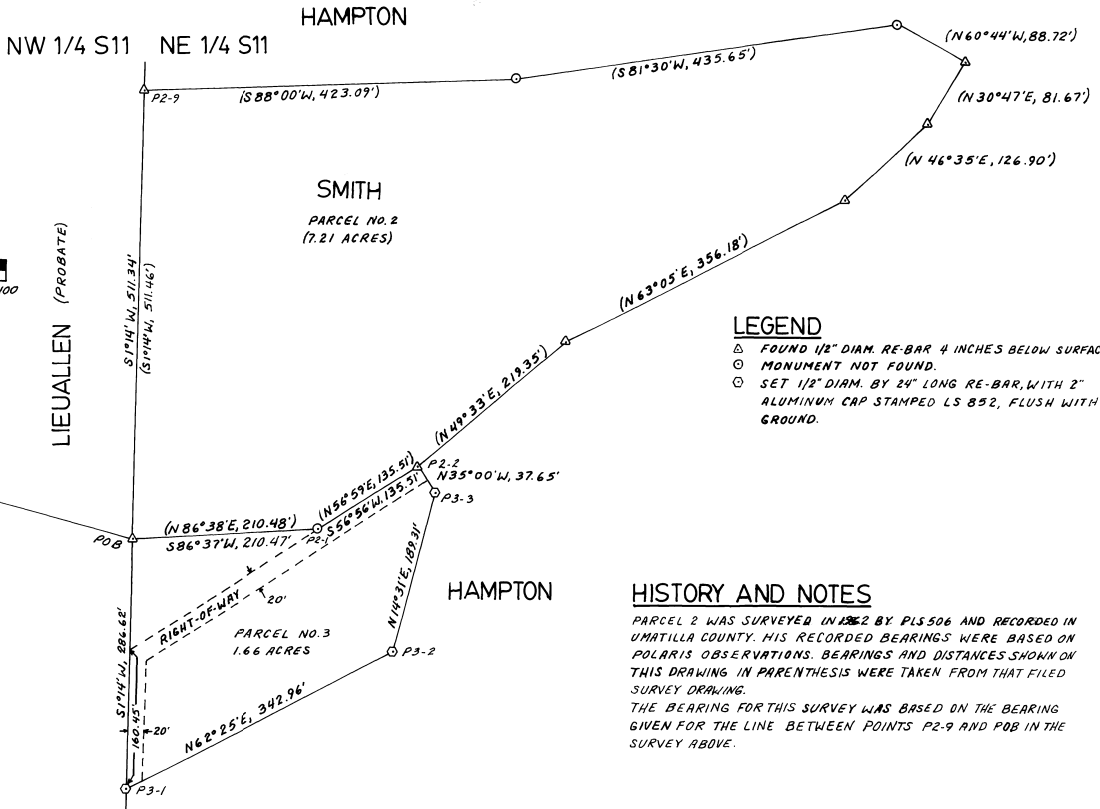 HAMPTON
NW 1/4 S11 NE 1/4 S11
(N60°44'W,88.72')
(S81°30'W, 435.65')
P2-9
(S88°00'W, 423.09')
(N30°47'E, 81.67')
(N 46°35'E, 126.90')
SMITH
PARCEL NO. 2
(7.21 ACRES)
LIEUALLEN (PROBATE)
S1°14'W, 511.34'
(S1°14'W, 511.46')
100
(N63°05'E, 356.18')
LEGEND
FOUND 1/2" DIAM. RE-BAR 4 INCHES BELOW SURFAC
MONUMENT NOT FOUND.
SET 1/2" DIAM. BY 24" LONG RE-BAR, WITH 2"
ALUMINUM CAP STAMPED LS 852, FLUSH WITH
GROUND.
(N 49°33'E, 219.35')
P2-2
N35°00'W, 37.65'
P3-3
(N56°59'E, 135.51')
S56°56'W, 135.51'
(N86°38'E, 210.48')
POB
S86°37'W, 210.47'
N14°31'E, 189.31'
HAMPTON
RIGHT-OF-WAY
20'
PARCEL NO. 3
1.66 ACRES
P3-2
S1°14'W, 286.62'
160.45'
20'
N62°25'E, 342.96'
P3-1
HISTORY AND NOTES
PARCEL 2 WAS SURVEYED IN BY PLS 506 AND RECORDED IN
UMATILLA COUNTY. HIS RECORDED BEARINGS WERE BASED ON
POLARIS OBSERVATIONS. BEARINGS AND DISTANCES SHOWN ON
THIS DRAWING IN PARENTHESIS WERE TAKEN FROM THAT FILED
SURVEY DRAWING.
THE BEARING FOR THIS SURVEY WAS BASED ON THE BEARING
GIVEN FOR THE LINE BETWEEN POINTS P2-9 AND POB IN THE
SURVEY ABOVE.